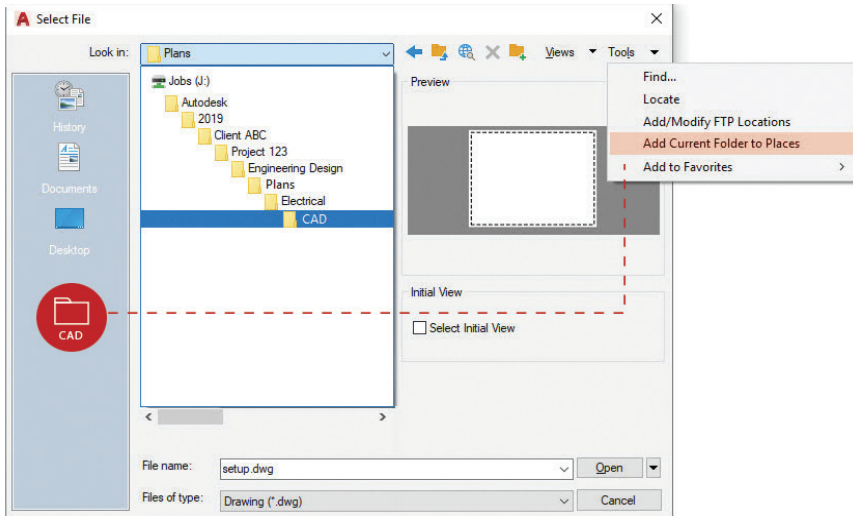 A Select File
Look in:
Plans
Views
Tools
Jobs (J:)
Autodesk
2019
Client ABC
Project 123
Engineering Design
Plans
Electrical
CAD
History
Documents
Desktop
CAD
Preview
Find...
Locate
Add/Modify FTP Locations
Add Current Folder to Places
Add to Favorites
Initial View
Select Initial View
File name:
setup.dwg
Open
Files of type:
Drawing (*.dwg)
Cancel